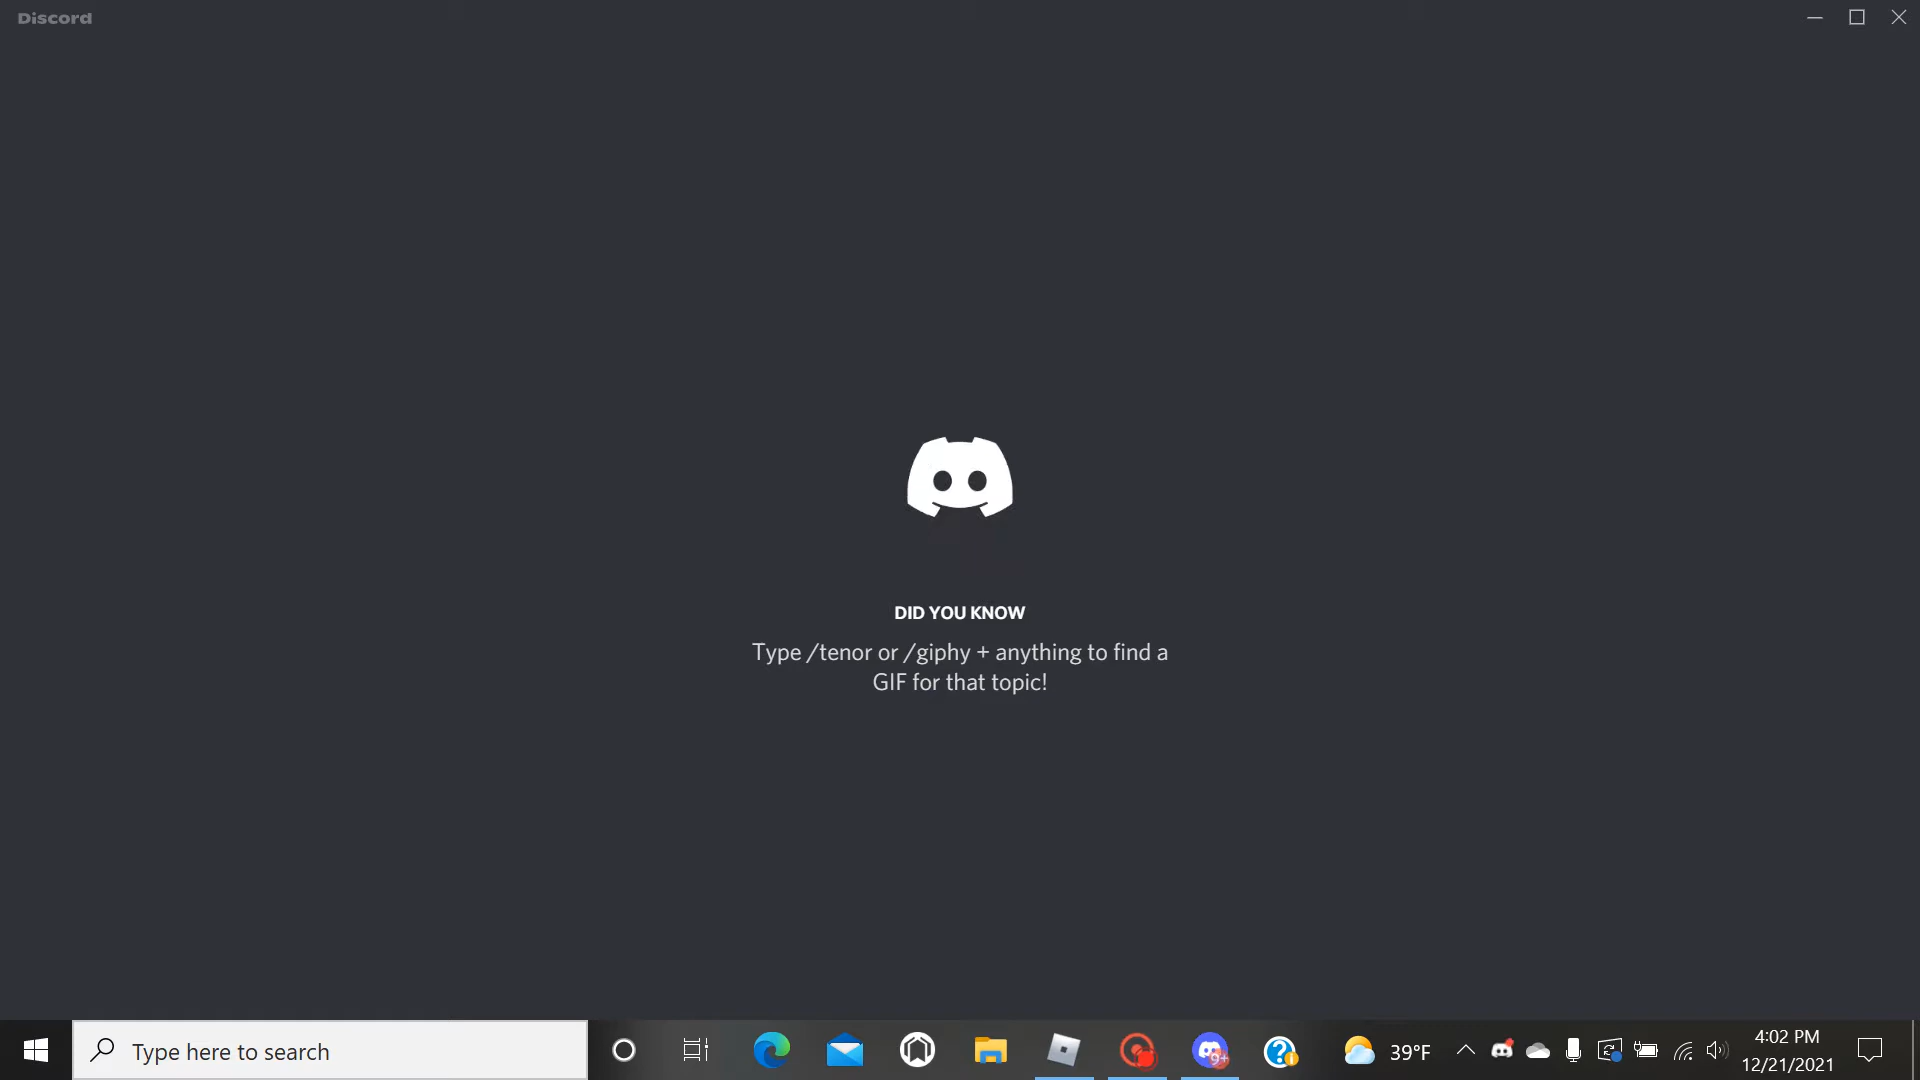 Discord
DID YOU KNOW
Type /tenor or /giphy + anything to find a
GIF for that topic!
Type here to search
9+
39°F
4:02 PM
12/21/2021